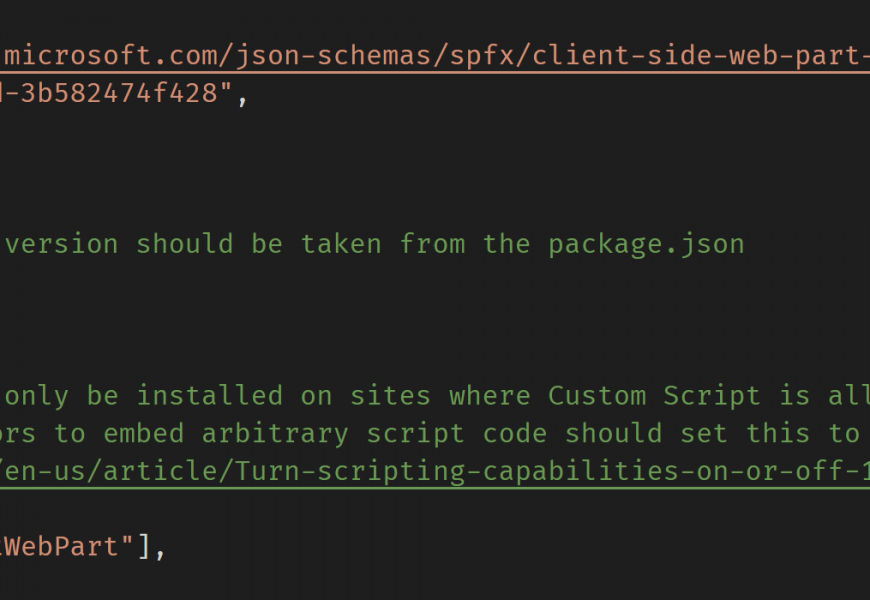 microsoft.com/json-schemas/spfx/client-side-web-part-
-3b582474f428",
version should be taken from the package.json
only be installed on sites where Custom Script is all
ors to embed arbitrary script code should set this to
/en-us/article/Turn-scripting-capabilities-on-or-off-1
WebPart"],